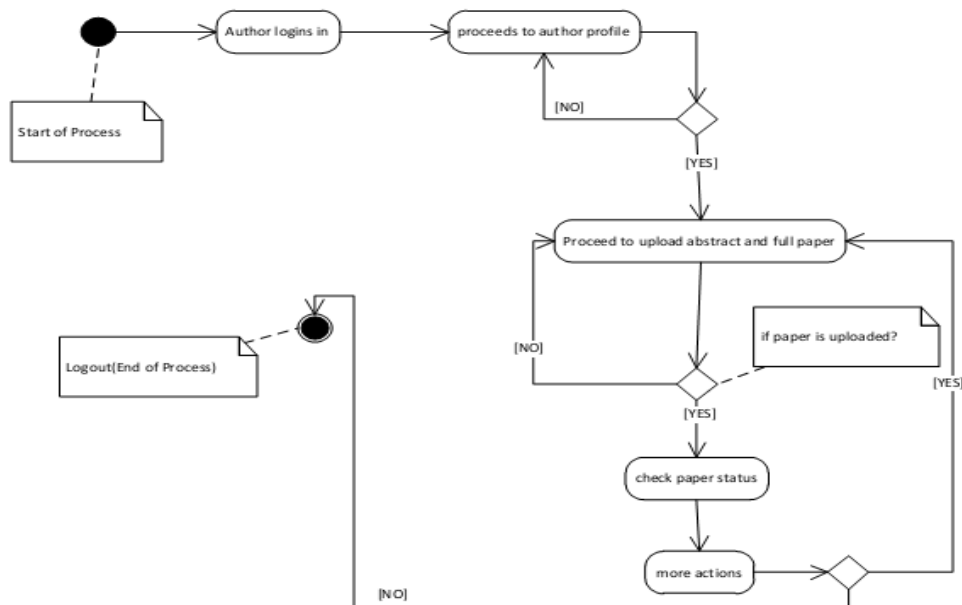 Author logins in
proceeds to author profile
Start of Process
[NO]
[YES]
Proceed to upload abstract and full paper
if paper is uploaded?
[NO]
Logout(End of Process)
[YES]
[YES]
check paper status
more actions
[NO]